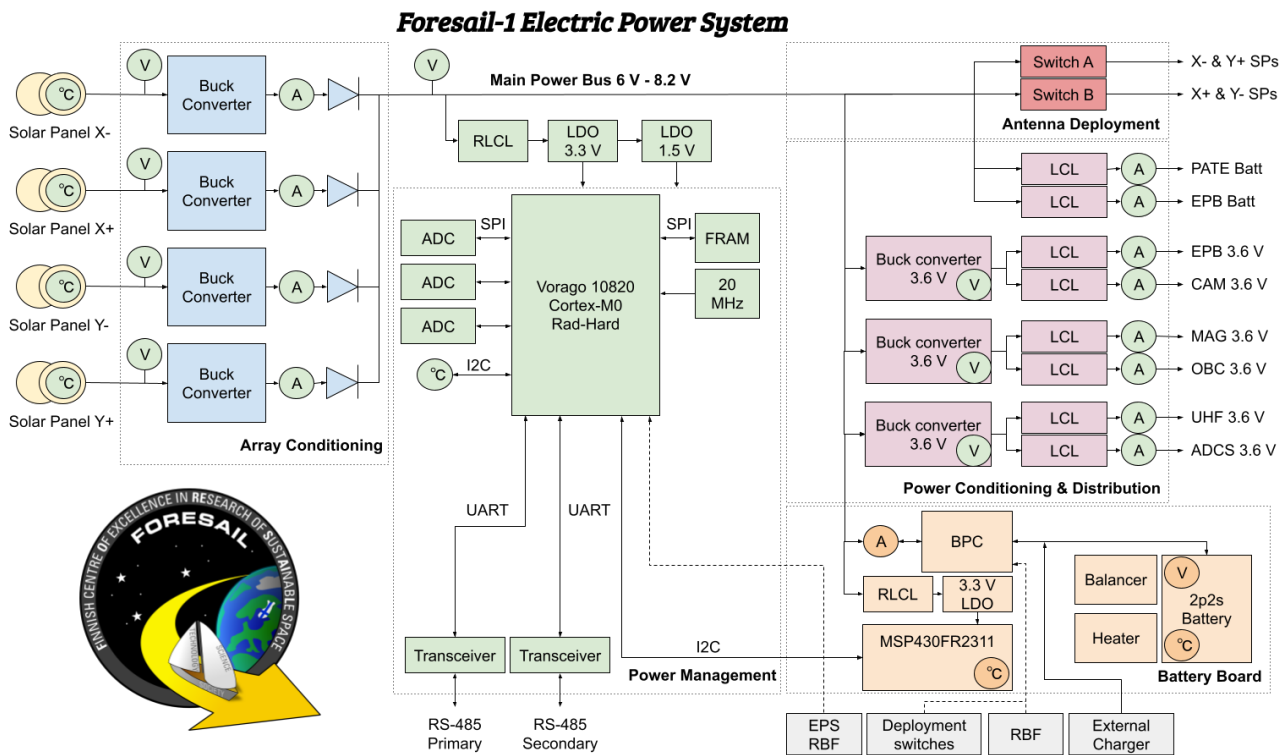 Foresail-1 Electric Power System
V
Buck
Converter
A
°C
Solar Panel X-
V
Buck
Converter
A
°C
Solar Panel X+
V
Buck
Converter
A
°C
Solar Panel Y-
V
Buck
Converter
A
°C
Solar Panel Y+
Array Conditioning
V
Main Power Bus 6 V - 8.2 V
RLCL
LDO
3.3 V
LDO
1.5 V
SPI
SPI
ADC
ADC
ADC
°C
I2C
Vorago 10820
Cortex-M0
Rad-Hard
FRAM
20
MHz
UART
UART
I2C
Transceiver
Transceiver
Power Management
RS-485
Primary
RS-485
Secondary
Switch A
X- & Y+ SPs
Switch B
X+ & Y- SPs
Antenna Deployment
LCL
A
PATE Batt
LCL
A
EPB Batt
Buck converter
3.6 V
V
LCL
A
EPB 3.6 V
LCL
A
CAM 3.6 V
Buck converter
3.6 V
V
LCL
A
MAG 3.6 V
LCL
A
OBC 3.6 V
Buck converter
3.6 V
V
LCL
A
UHF 3.6 V
LCL
A
ADCS 3.6 V
Power Conditioning & Distribution
A
BPC
RLCL
3.3 V
LDO
MSP430FR2311
°C
Balancer
Heater
V
2p2s
Battery
°C
Battery Board
EPS
RBF
Deployment
switches
RBF
External
Charger
FINNISH CENTRE OF EXCELLENCE IN RESEARCH OF SUSTAINABLE SPACE
FORESAIL
TECHNOLOGY
SCIENCE